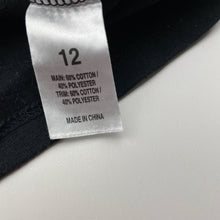 12
MAIN: 60% COTTON /
40% POLYESTER
TRIM: 60% COTTON /
40% POLYESTER
MADE IN CHINA